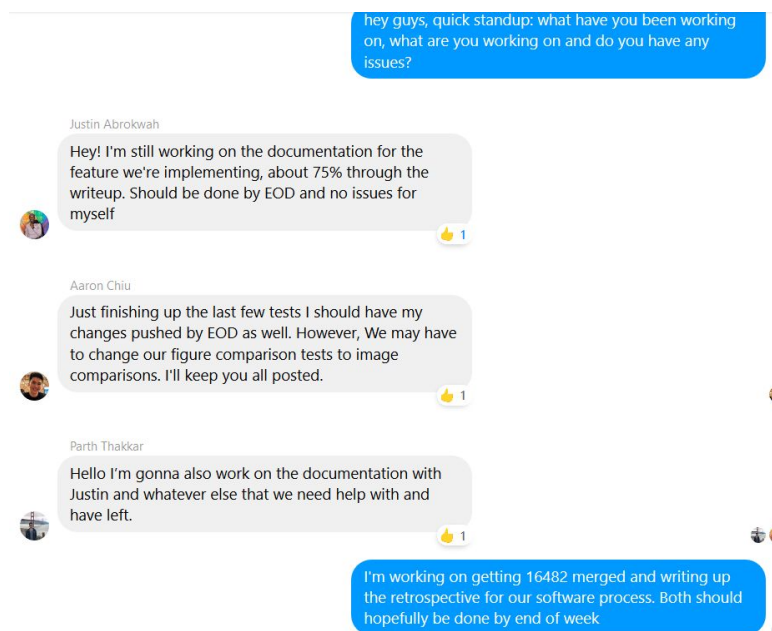 hey guys, quick standup: what have you been working
on, what are you working on and do you have any
issues?
Justin Abrokwah
Hey! I'm still working on the documentation for the
feature we're implementing, about 75% through the
writeup. Should be done by EOD and no issues for
myself
1
Aaron Chiu
Just finishing up the last few tests I should have my
changes pushed by EOD as well. However, We may have
to change our figure comparison tests to image
comparisons. I'll keep you all posted.
1
Parth Thakkar
Hello I’m gonna also work on the documentation with
Justin and whatever else that we need help with and
have left.
1
I'm working on getting 16482 merged and writing up
the retrospective for our software process. Both should
hopefully be done by end of week